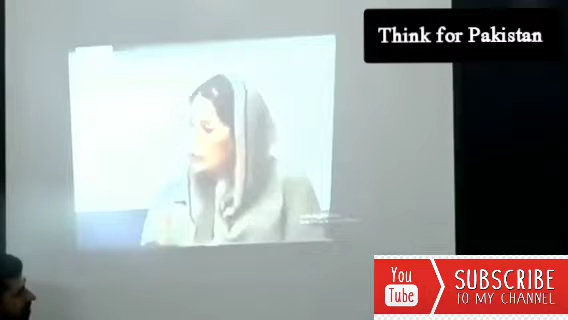 Think for Pakistan
You
Tube
SUBSCRIBE
TO MY CHANNEL